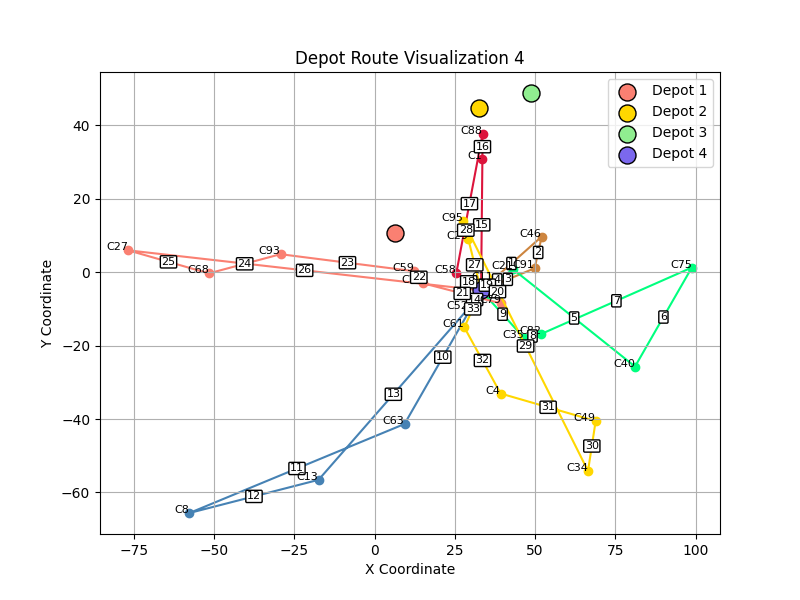 Depot Route Visualization 4
Depot 1
Depot 2
Depot 3
Depot 4
Y Coordinate
X Coordinate
40
20
0
−20
−40
−60
−75
−50
−25
0
25
50
75
100
C88
16
17
15
C95
28
C46
2
C27
25
C68
24
C93
26
23
C59
22
C58
27
18
19
20
21
3
C91
C75
7
6
5
C40
9
C35
8
29
33
C61
32
10
C4
31
C49
30
C34
13
C63
11
C13
12
C8